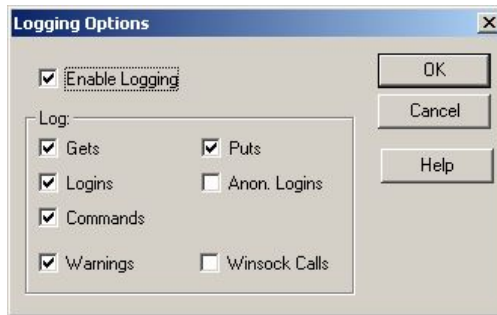 Logging Options
Enable Logging
OK
Cancel
Help
Log:
Gets
Puts
Logins
Anon. Logins
Commands
Warnings
Winsock Calls